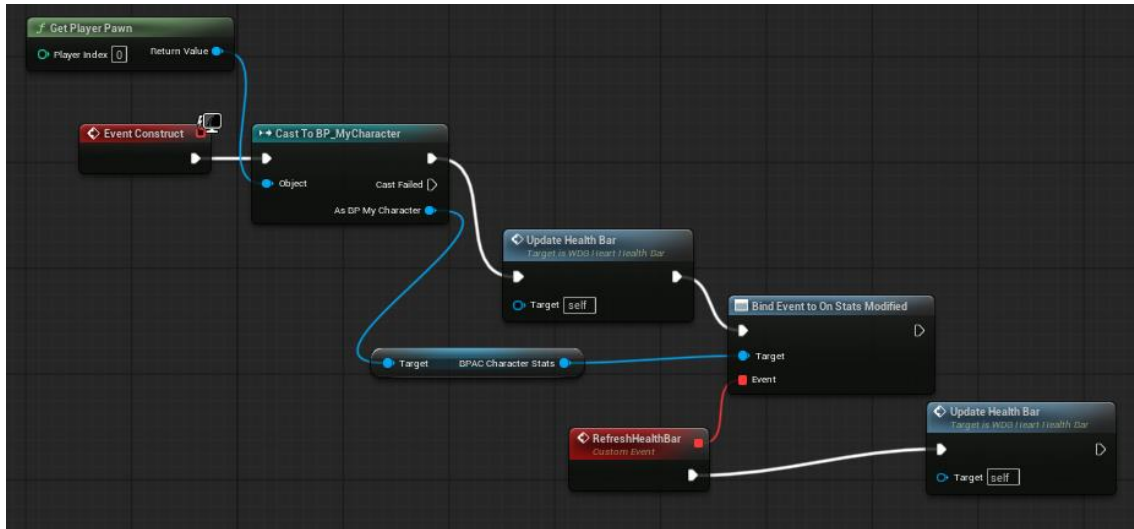 f Get Player Pawn
Player Index 0 Return Value
Event Construct
Cast To BP_MyCharacter
Object Cast Failed
As BP My Character
Update Health Bar
Target is WDG Heart Health Bar
Target self
Bind Event to On Stats Modified
Target
Event
Target BPAC Character Stats
RefreshHealthBar
Custom Event
Update Health Bar
Target is WDG Heart Health Bar
Target self